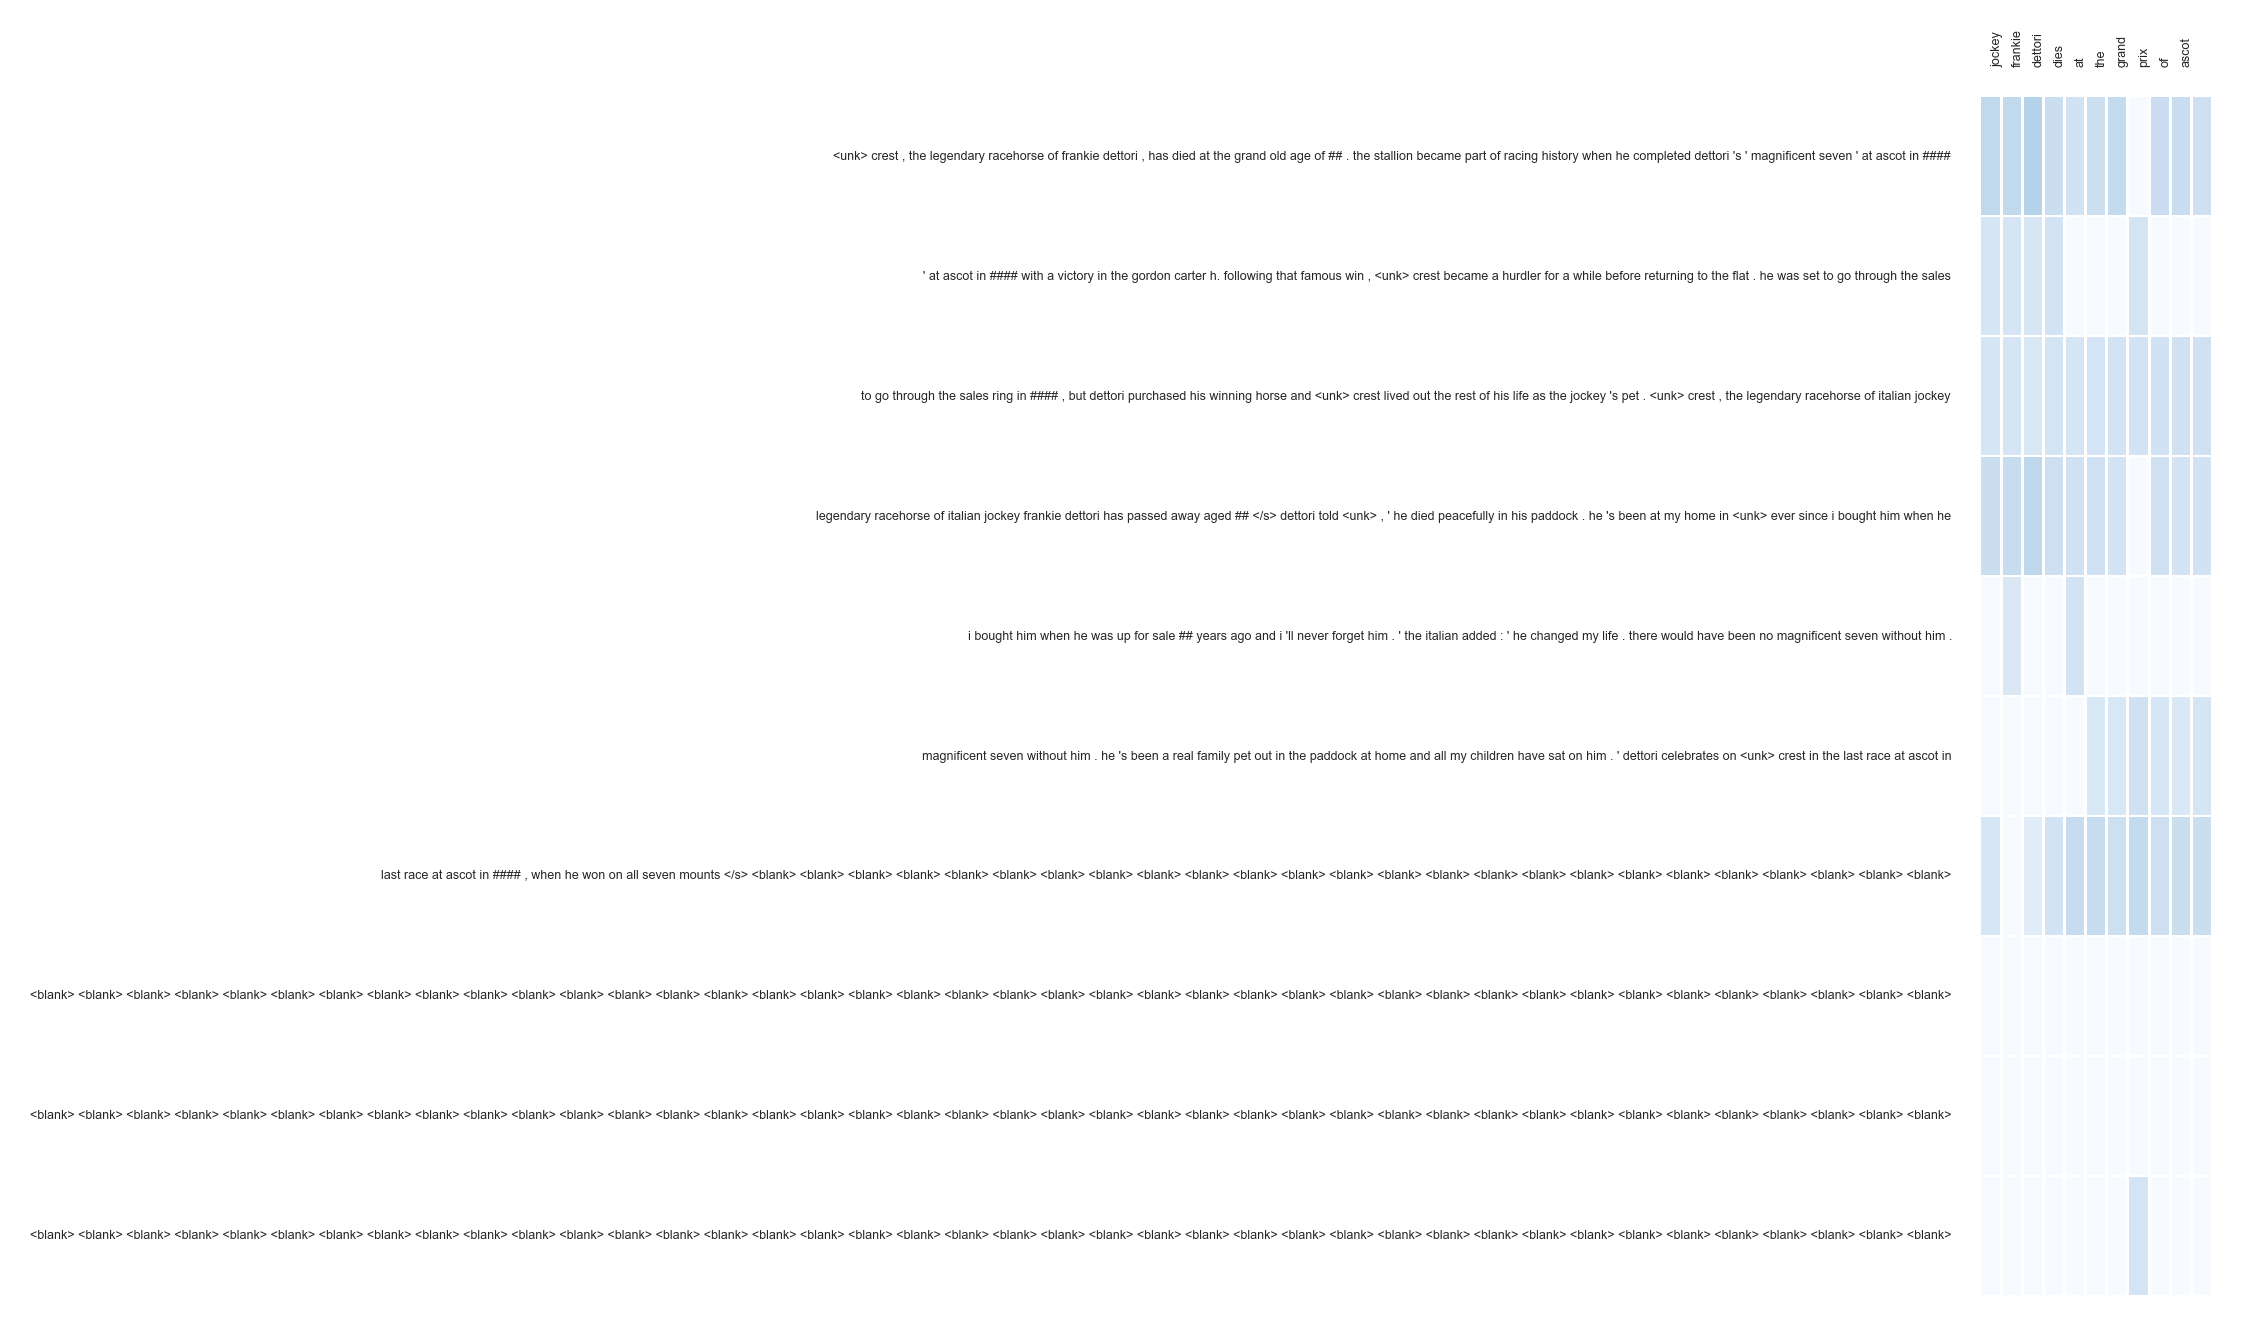 jockey frankie dettori dies at the grand prix of ascot
<unk> crest , the legendary racehorse of frankie dettori , has died at the grand old age of ## . the stallion became part of racing history when he completed dettori 's ' magnificent seven ' at ascot in ####
' at ascot in #### with a victory in the gordon carter h. following that famous win , <unk> crest became a hurdler for a while before returning to the flat . he was set to go through the sales
to go through the sales ring in #### , but dettori purchased his winning horse and <unk> crest lived out the rest of his life as the jockey 's pet . <unk> crest , the legendary racehorse of italian jockey
legendary racehorse of italian jockey frankie dettori has passed away aged ## </s> dettori told <unk> , ' he died peacefully in his paddock . he 's been at my home in <unk> ever since i bought him when he
i bought him when he was up for sale ## years ago and i 'll never forget him . ' the italian added : ' he changed my life . there would have been no magnificent seven without him .
magnificent seven without him . he 's been a real family pet out in the paddock at home and all my children have sat on him . ' dettori celebrates on <unk> crest in the last race at ascot in
last race at ascot in #### , when he won on all seven mounts </s> <blank> <blank> <blank> <blank> <blank> <blank> <blank> <blank> <blank> <blank> <blank> <blank> <blank> <blank> <blank> <blank> <blank> <blank> <blank> <blank> <blank> <blank> <blank> <blank> <blank>
<blank> <blank> <blank> <blank> <blank> <blank> <blank> <blank> <blank> <blank> <blank> <blank> <blank> <blank> <blank> <blank> <blank> <blank> <blank> <blank> <blank> <blank> <blank> <blank> <blank> <blank> <blank> <blank> <blank> <blank> <blank> <blank> <blank> <blank> <blank> <blank> <blank> <blank> <blank> <blank>
<blank> <blank> <blank> <blank> <blank> <blank> <blank> <blank> <blank> <blank> <blank> <blank> <blank> <blank> <blank> <blank> <blank> <blank> <blank> <blank> <blank> <blank> <blank> <blank> <blank> <blank> <blank> <blank> <blank> <blank> <blank> <blank> <blank> <blank> <blank> <blank> <blank> <blank> <blank> <blank>
<blank> <blank> <blank> <blank> <blank> <blank> <blank> <blank> <blank> <blank> <blank> <blank> <blank> <blank> <blank> <blank> <blank> <blank> <blank> <blank> <blank> <blank> <blank> <blank> <blank> <blank> <blank> <blank> <blank> <blank> <blank> <blank> <blank> <blank> <blank> <blank> <blank> <blank> <blank> <blank>